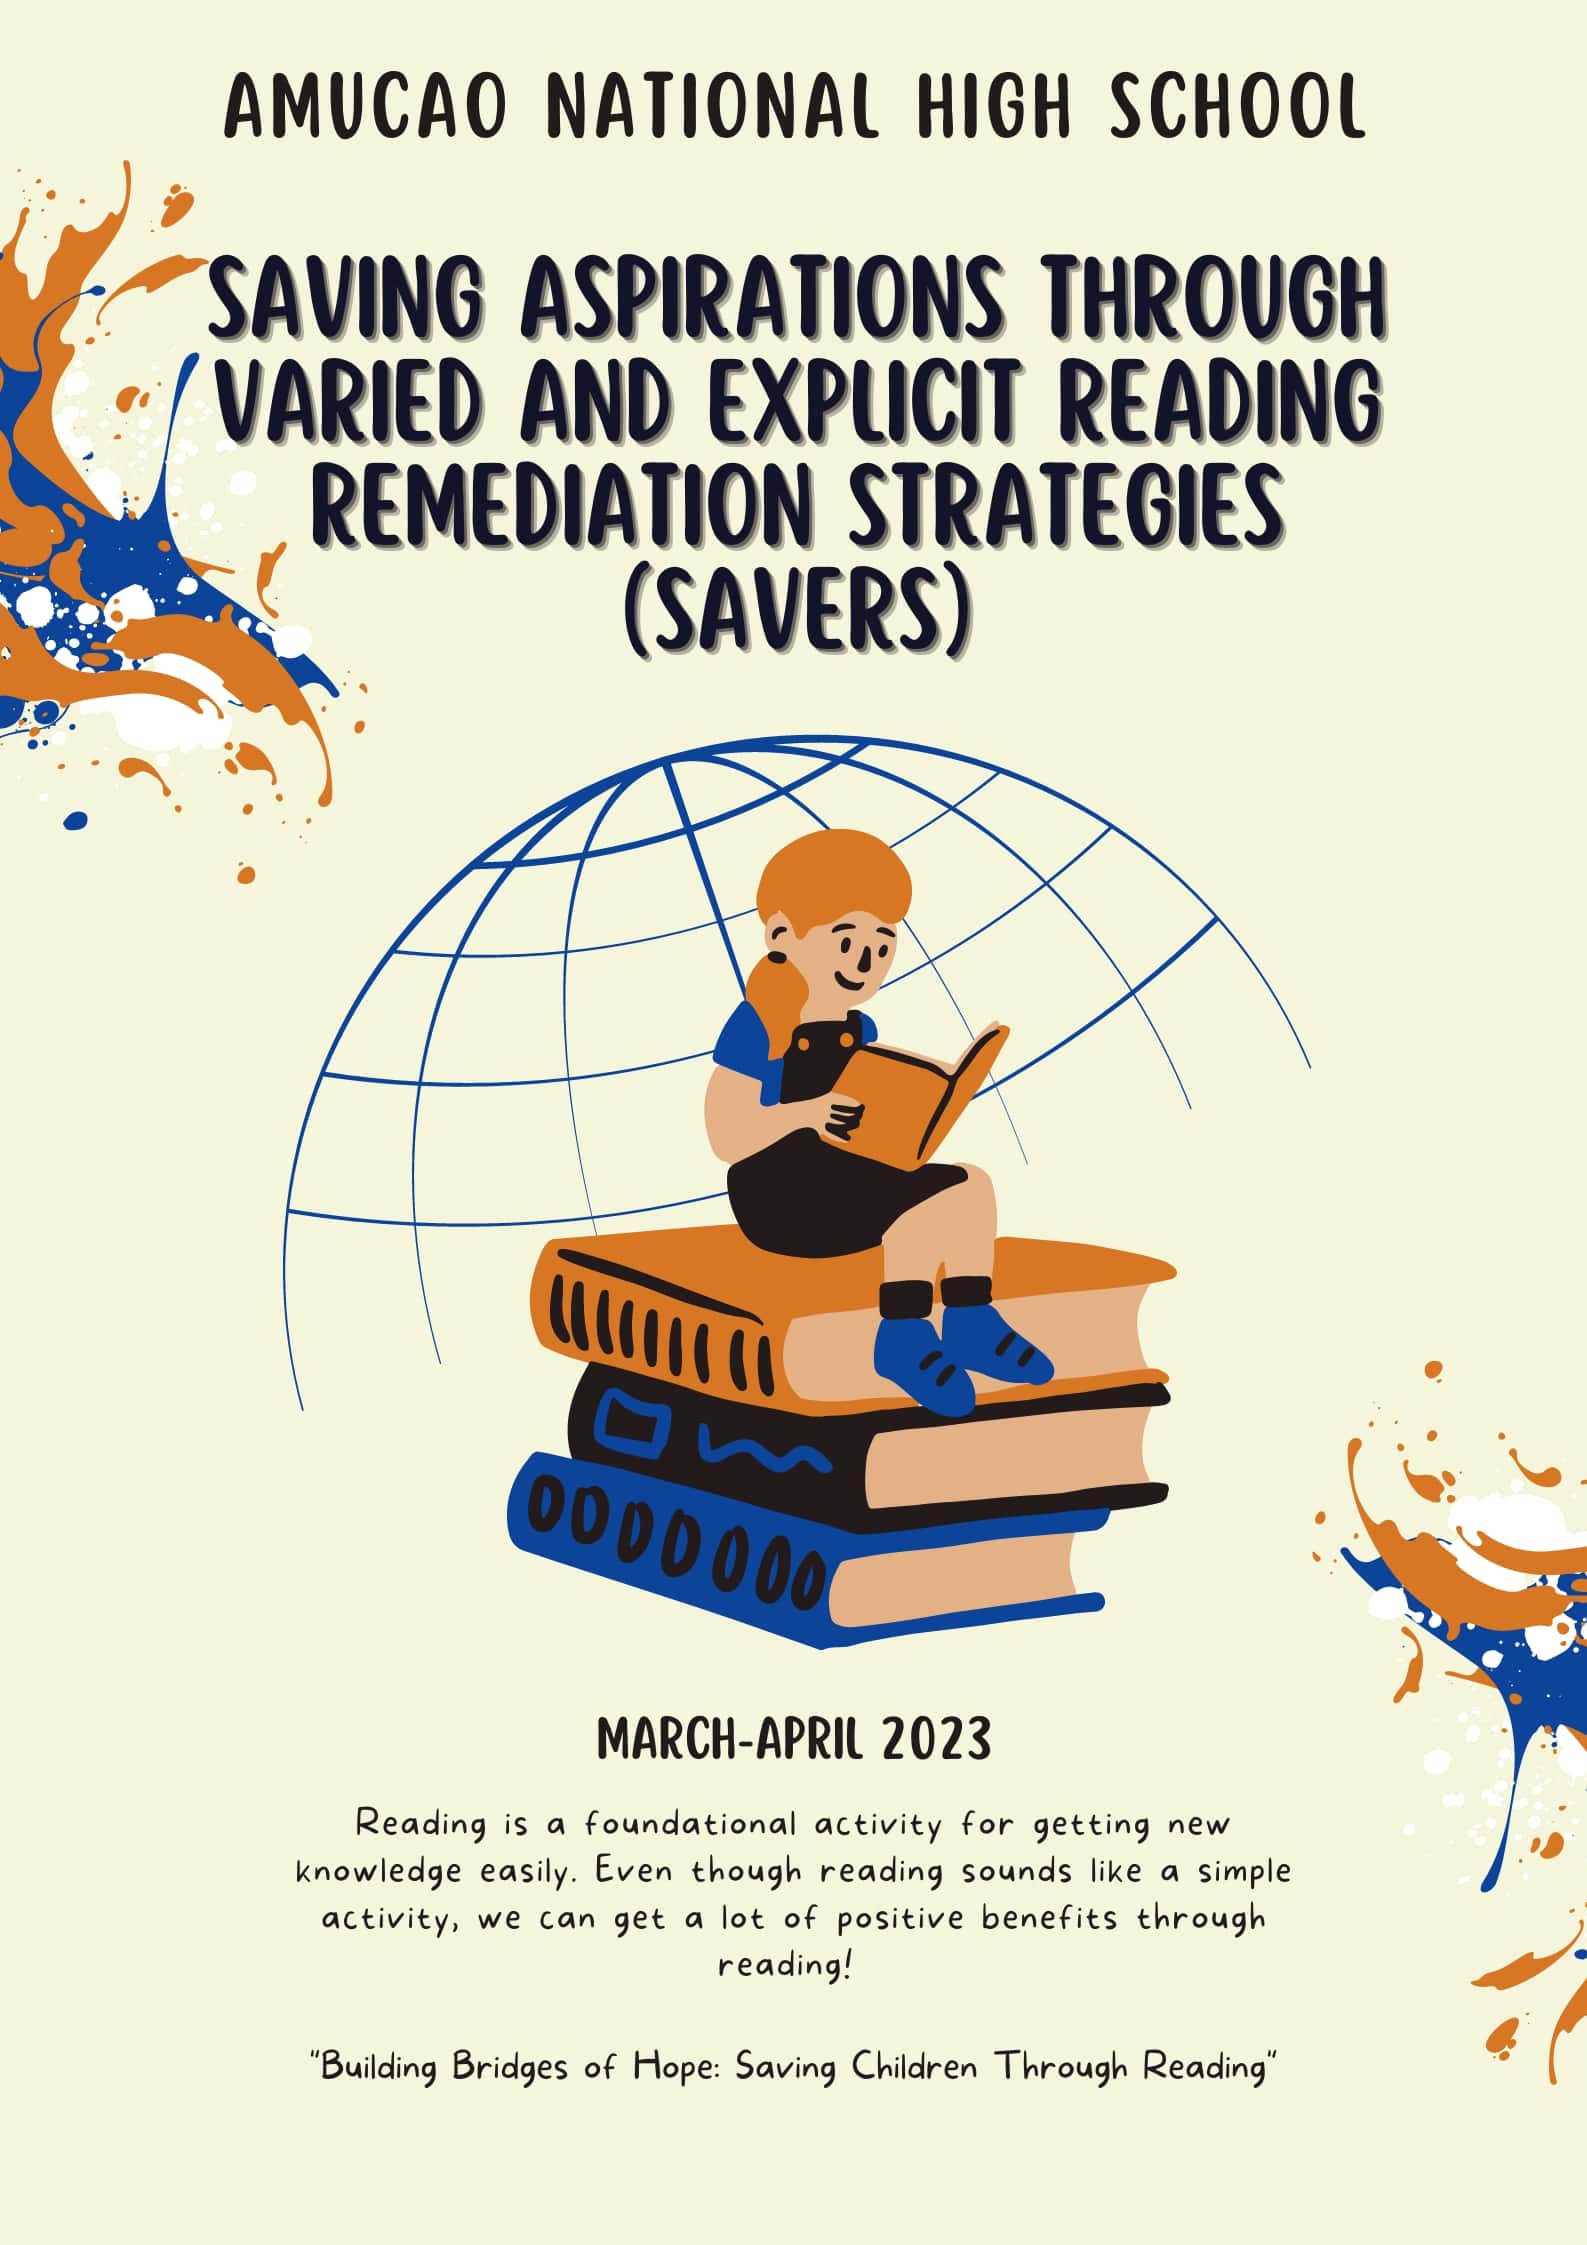 AMUCAO NATIONAL HIGH SCHOOL
SAVING ASPIRATIONS THROUGH
VARIED AND EXPLICIT READING
REMEDIATION STRATEGIES
(SAVERS)
MARCH-APRIL 2023
Reading is a foundational activity for getting new
knowledge easily. Even though reading sounds like a simple
activity, we can get a lot of positive benefits through
reading!
"Building Bridges of Hope: Saving Children Through Reading"